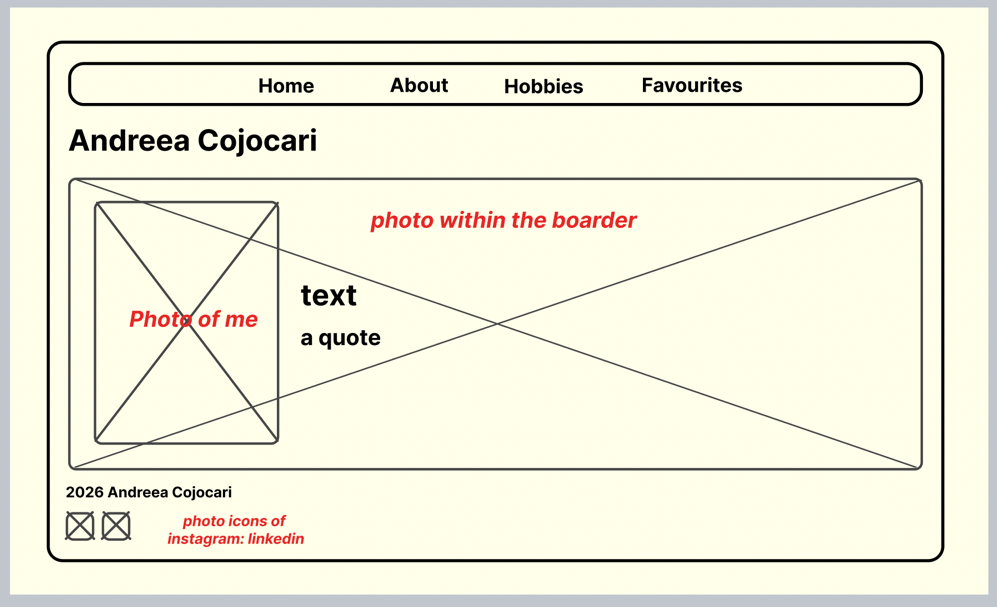 Home About Hobbies Favourites
Andreea Cojocari
photo within the boarder
text
Photo of me
a quote
2026 Andreea Cojocari
photo icons of
instagram: linkedin